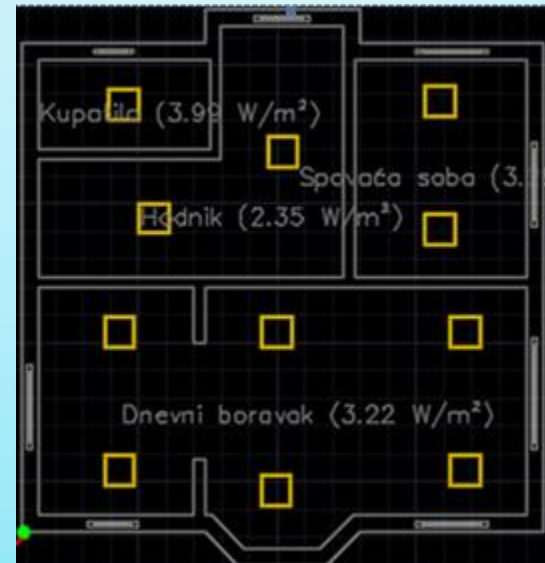 Kupatilo (3.99 W/m²)
Spavaća soba (3.
Hodnik (2.35 W/m²)
Dnevni boravak (3.22 W/m²)